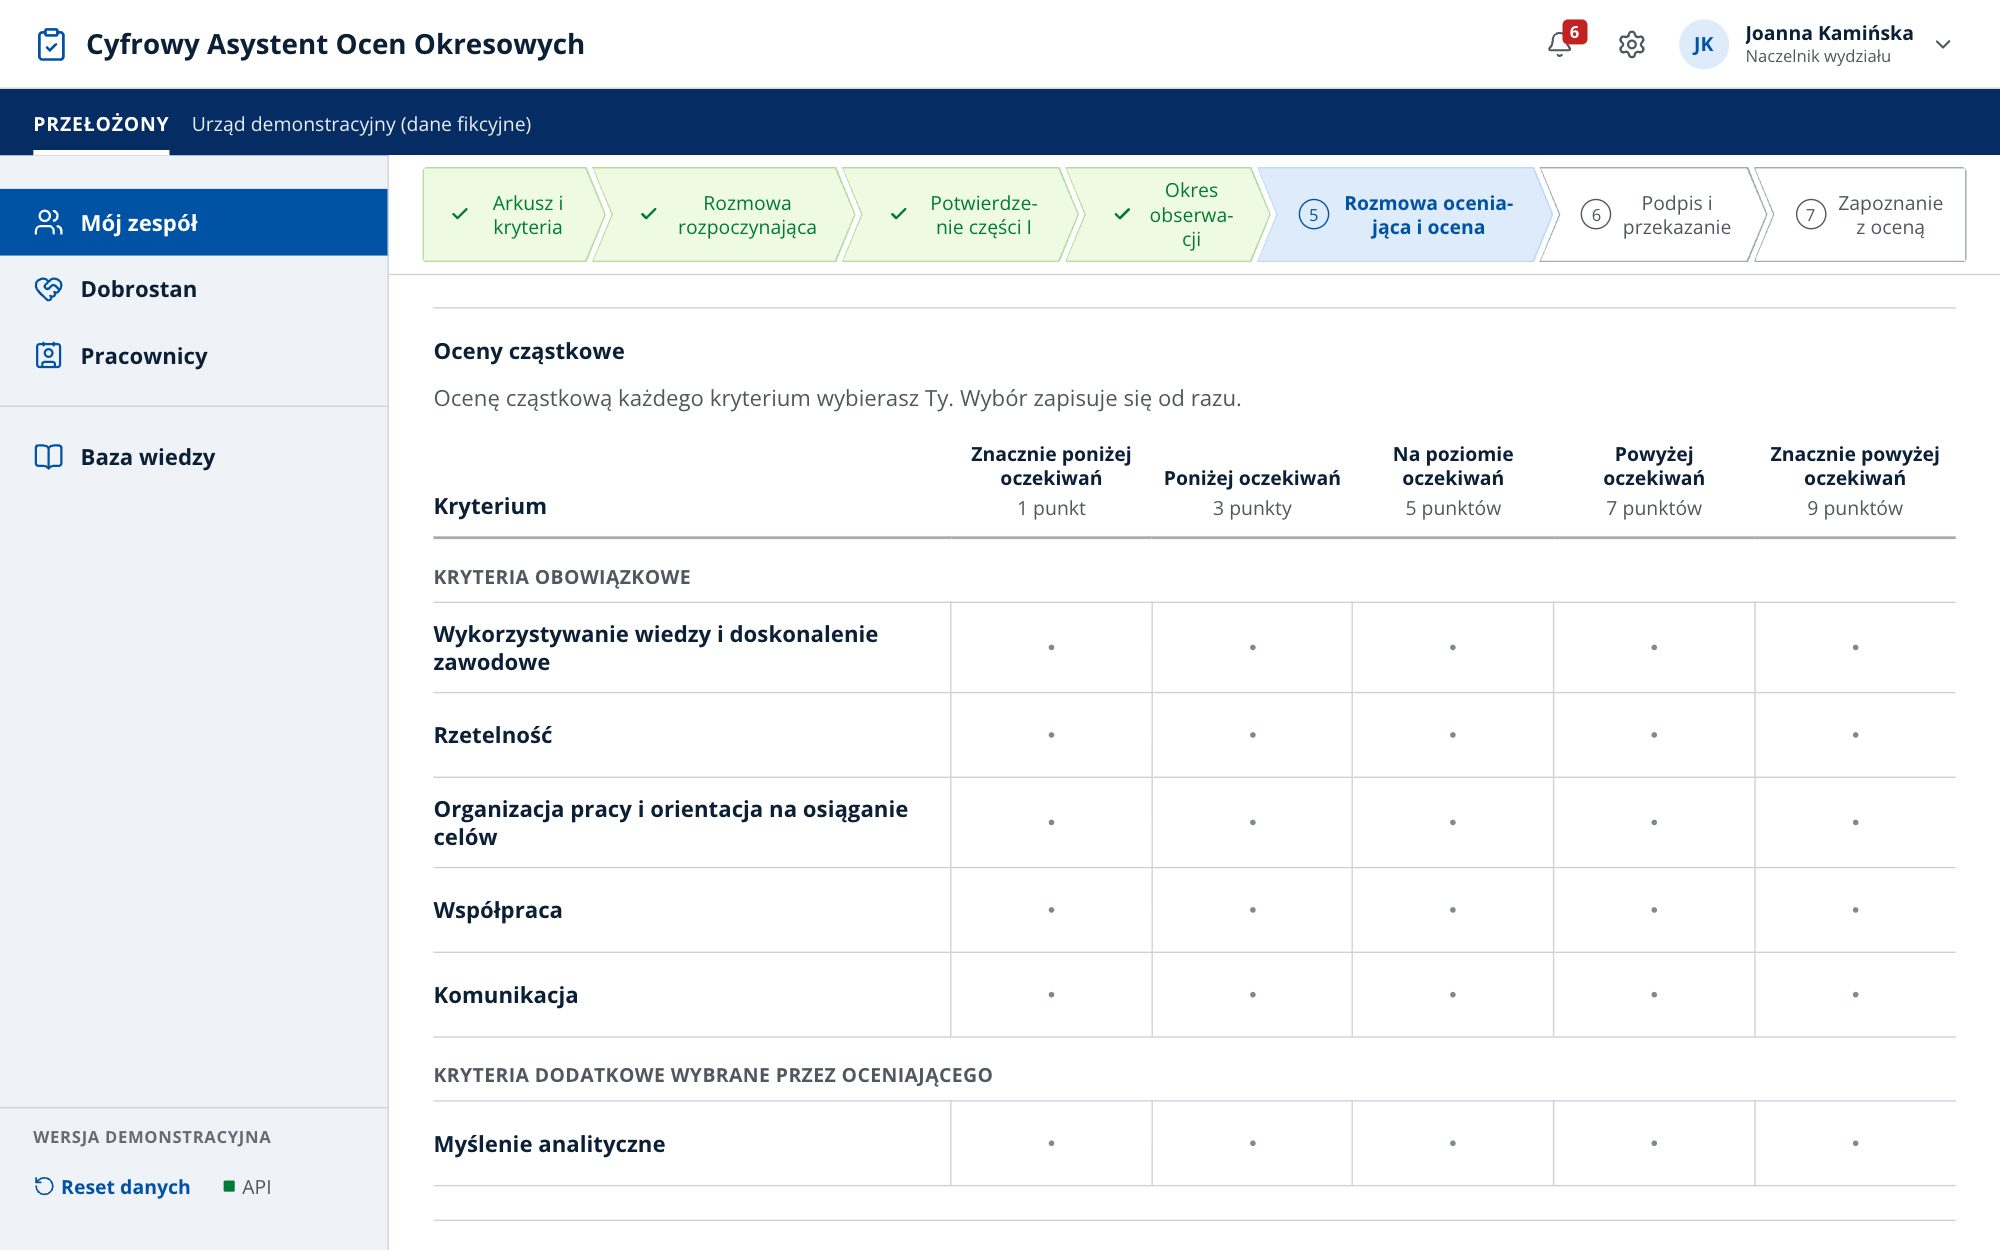 Cyfrowy Asystent Ocen Okresowych
6
JK
Joanna Kamińska
Naczelnik wydziału
PRZEŁOŻONY
Urząd demonstracyjny (dane fikcyjne)
Mój zespół
Dobrostan
Pracownicy
Baza wiedzy
WERSJA DEMONSTRACYJNA
Reset danych
API
Arkusz i
kryteria
Rozmowa
rozpoczynająca
Potwierdze-
nie części I
Okres
obserwa-
cji
5
Rozmowa ocenia-
jąca i ocena
6
Podpis i
przekazanie
7
Zapoznanie
z oceną
Oceny cząstkowe
Ocenę cząstkową każdego kryterium wybierasz Ty. Wybór zapisuje się od razu.
Kryterium
Znacznie poniżej
oczekiwań
1 punkt
Poniżej oczekiwań
3 punkty
Na poziomie
oczekiwań
5 punktów
Powyżej
oczekiwań
7 punktów
Znacznie powyżej
oczekiwań
9 punktów
KRYTERIA OBOWIĄZKOWE
Wykorzystywanie wiedzy i doskonalenie
zawodowe
Rzetelność
Organizacja pracy i orientacja na osiąganie
celów
Współpraca
Komunikacja
KRYTERIA DODATKOWE WYBRANE PRZEZ OCENIAJĄCEGO
Myślenie analityczne